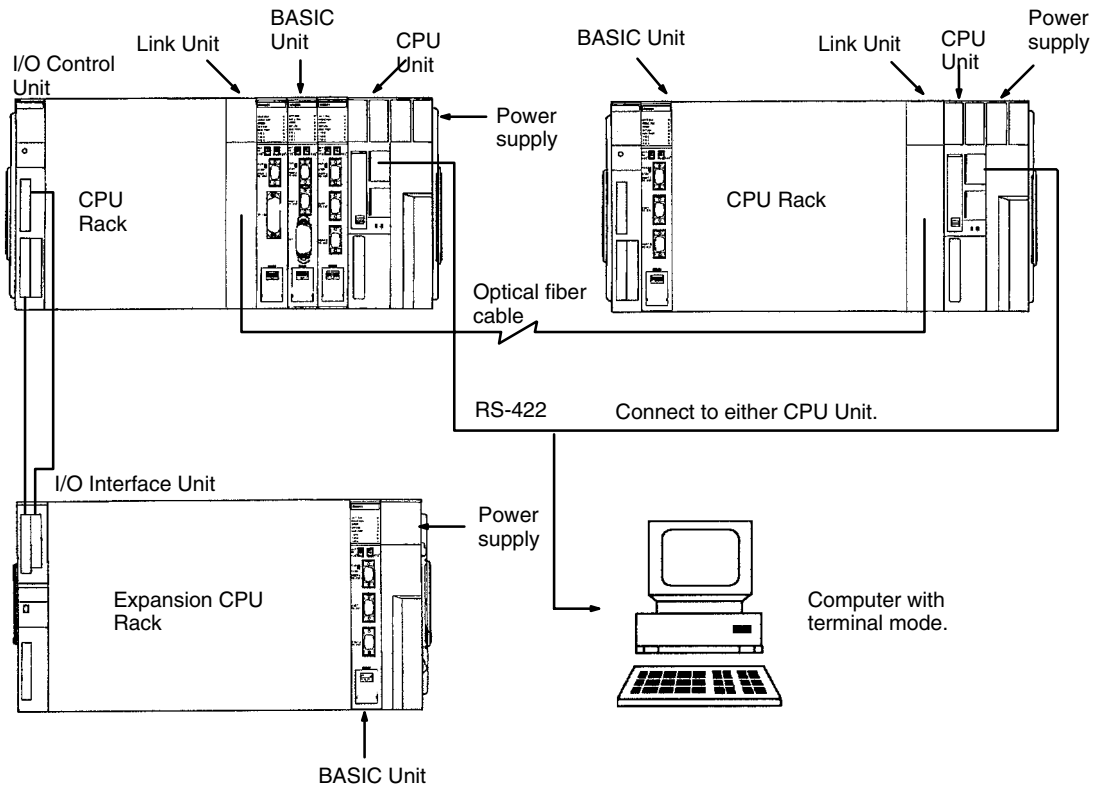 BASIC
Unit
Link Unit
CPU
Unit
I/O Control
Unit
Power
supply
CPU
Rack
BASIC Unit
Link Unit
CPU
Unit
Power
supply
CPU Rack
Optical fiber
cable
RS-422
Connect to either CPU Unit.
I/O Interface Unit
Power
supply
Expansion CPU
Rack
BASIC Unit
Computer with
terminal mode.